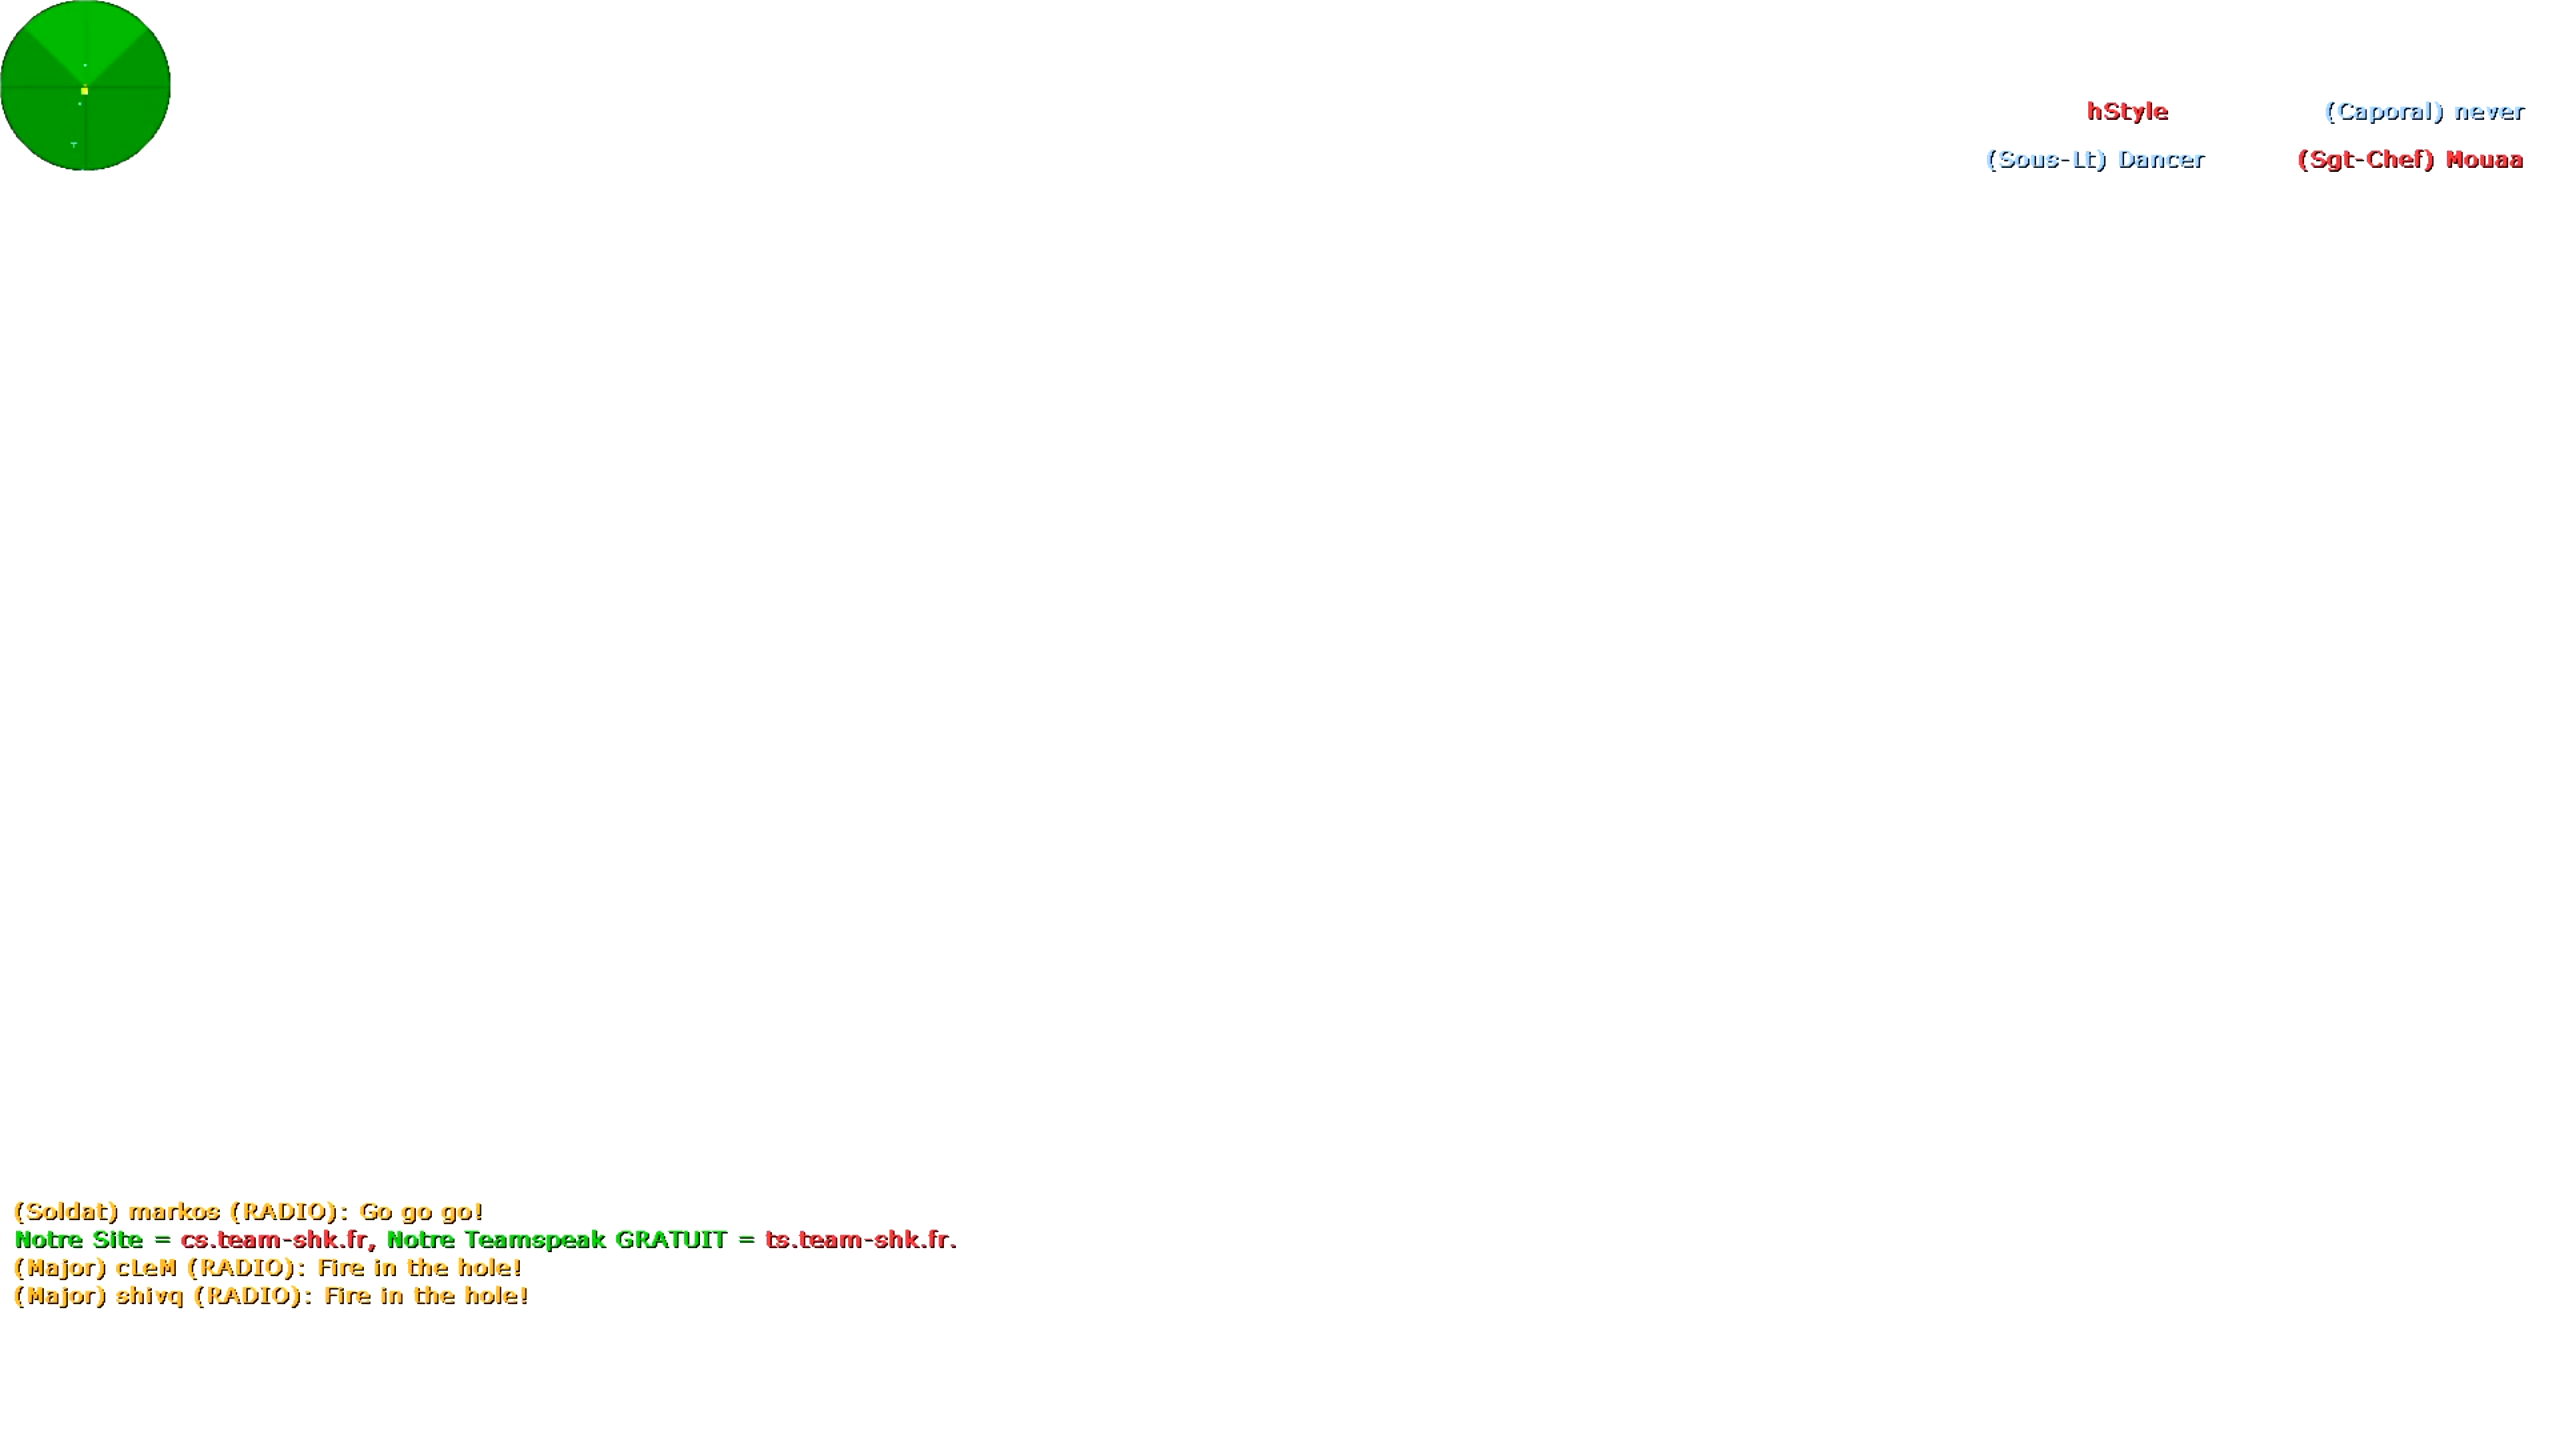 hStyle (Caporal) never
(Sous-Lt) Dancer (Sgt-Chef) Mouaa
(Soldat) markos (RADIO): Go go go!
Notre Site = cs.team-shk.fr, Notre Teamspeak GRATUIT = ts.team-shk.fr.
(Major) cLeM (RADIO): Fire in the hole!
(Major) shivq (RADIO): Fire in the hole!